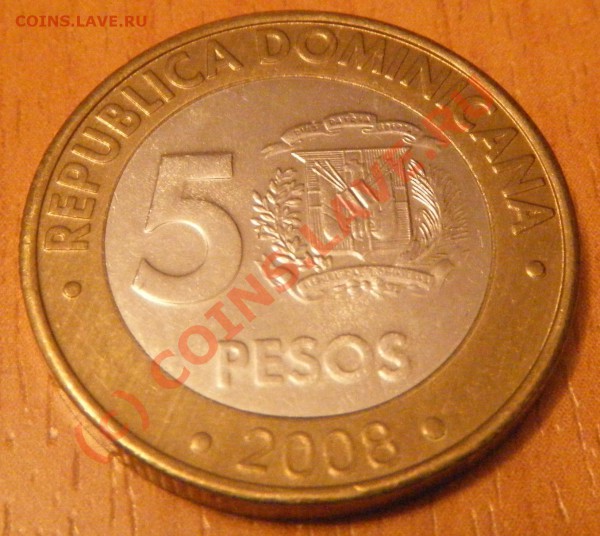 COINS.LAVE.RU
• REPUBLICA DOMINICANA •
5
PESOS
• 2008 •
(c) COINS.LAVE.RU